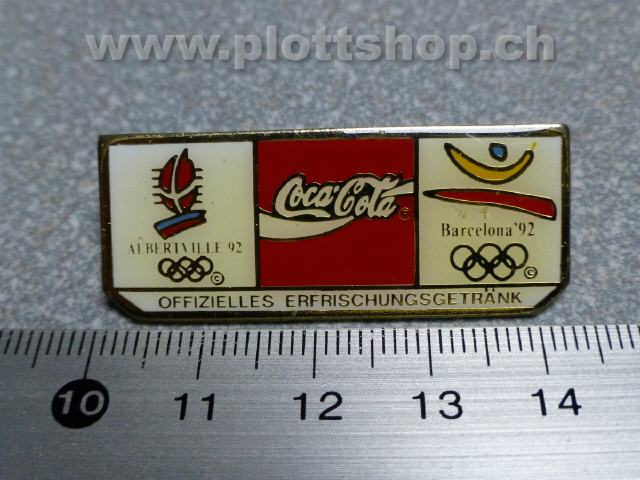 www.plottshop.ch
ALBERTVILLE 92
©
Coca-Cola
®
Barcelona '92
©
OFFIZIELLES ERFRISCHUNGSGETRÄNK
10 11 12 13 14